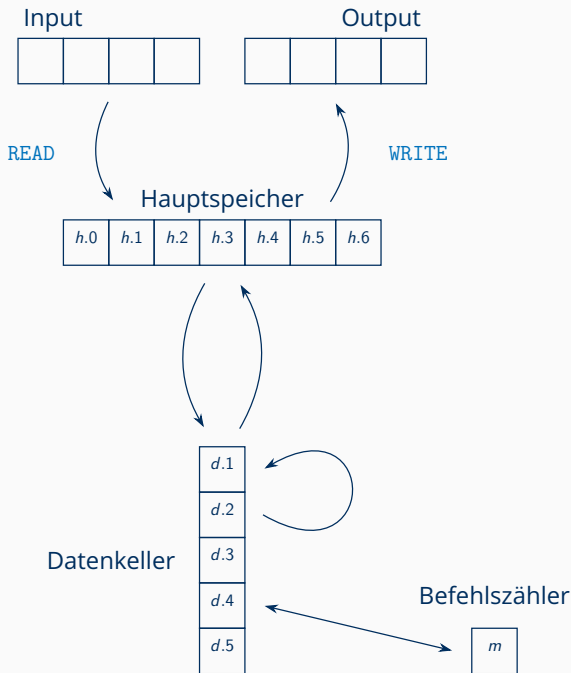 Input
Output
READ
WRITE
Hauptspeicher
h.0 h.1 h.2 h.3 h.4 h.5 h.6
d.1
d.2
d.3
Datenkeller
d.4
Befehlszähler
d.5
m